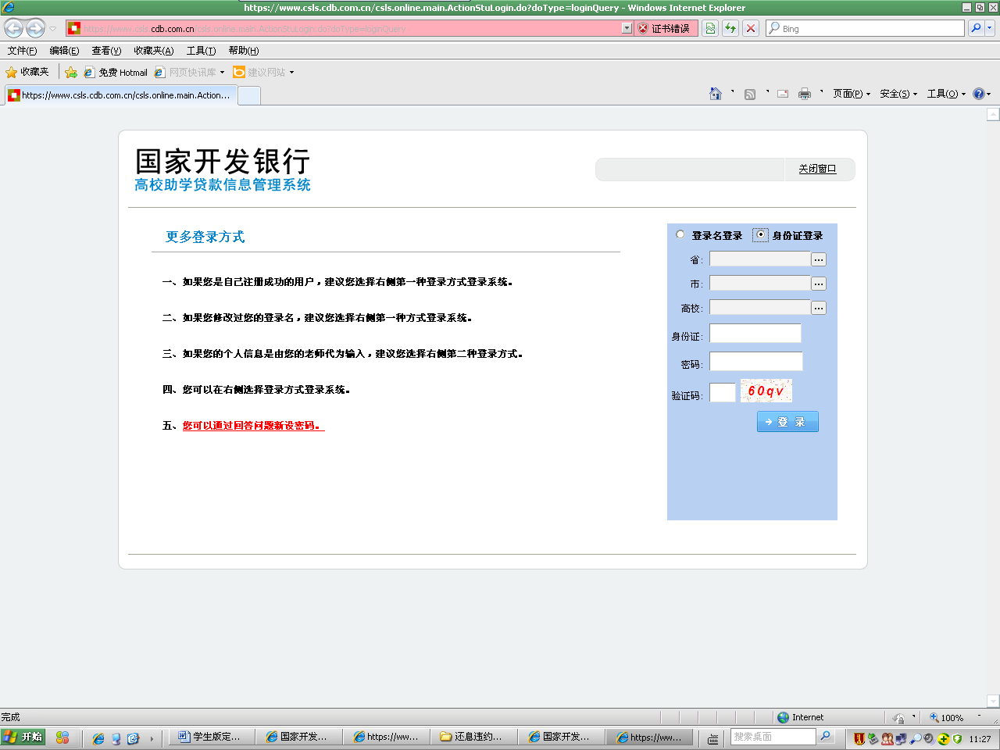 https://www.csls.cdb.com.cn/csls.online.main.ActionStuLogin.do?doType=loginQuery - Windows Internet Explorer
https://www.csls.cdb.com.cn/csls.online.main.ActionStuLogin.do?doType=loginQuery 证书错误 Bing
文件(F) 编辑(E) 查看(V) 收藏夹(A) 工具(T) 帮助(H)
收藏夹 免费 Hotmail 网页快讯库 建议网站
https://www.csls.cdb.com.cn/csls.online.main.Action... 页面(P) 安全(S) 工具(O)
国家开发银行
高校助学贷款信息管理系统
关闭窗口
更多登录方式
一、如果您是自己注册成功的用户，建议您选择右侧第一种登录方式登录系统。
二、如果您修改过您的登录名，建议您选择右侧第一种方式登录系统。
三、如果您的个人信息是由您的老师代为输入，建议您选择右侧第二种登录方式。
四、您可以在右侧选择登录方式登录系统。
五、您可以通过回答问题新设密码。
登录名登录 身份证登录
省: ...
市: ...
高校: ...
身份证:
密码:
验证码: 60qv
登 录
完成 Internet 100%
开始 学生版定... 国家开发... https://ww... 还息违约... 国家开发... https://ww... 搜索桌面 11:27